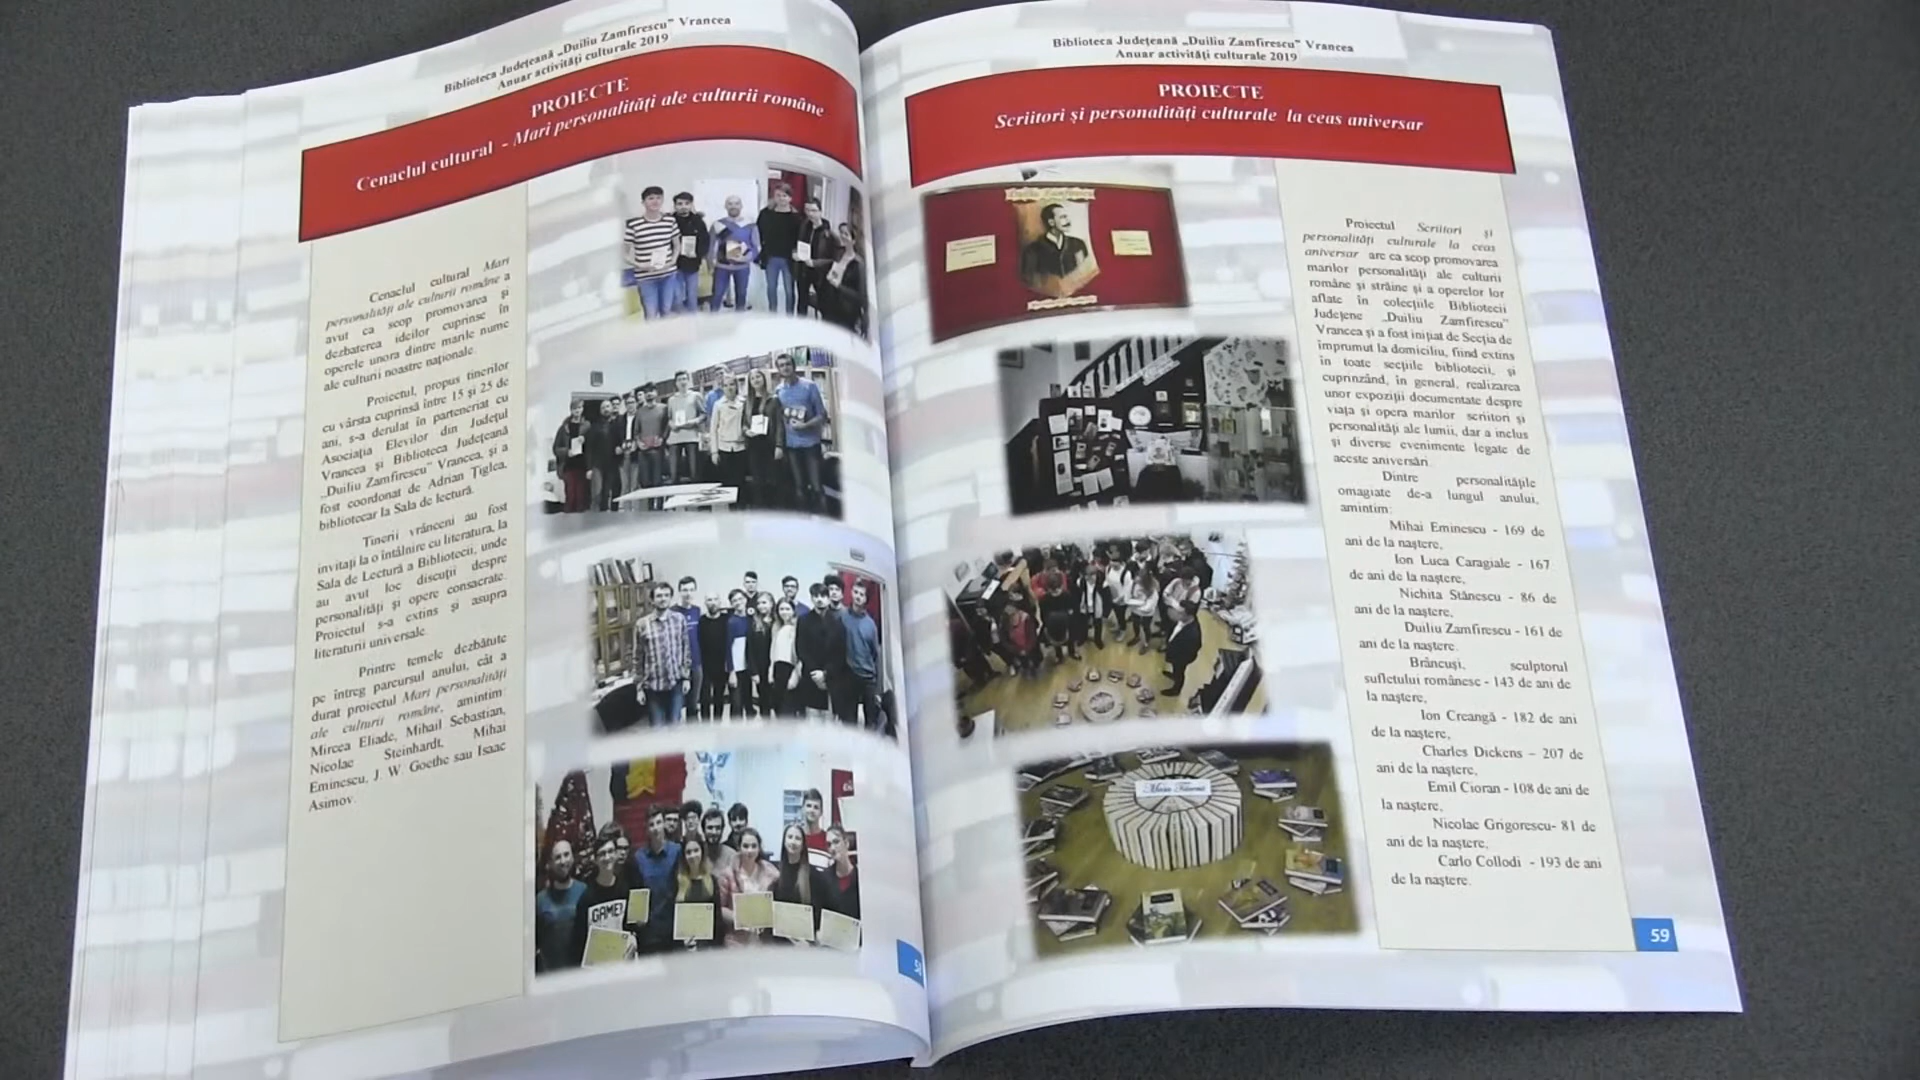 Biblioteca Județeană „Duiliu Zamfirescu” Vrancea
Anuar activități culturale 2019
PROIECTE
Cenaclul cultural - Mari personalități ale culturii române
Cenaclul cultural Mari
personalități ale culturii române a
avut ca scop promovarea și
dezbaterea ideilor cuprinse în
operele unora dintre marile nume
ale culturii noastre naționale.
Proiectul, propus tinerilor
cu vârsta cuprinsă între 15 și 25 de
ani, s-a derulat în parteneriat cu
Asociația Elevilor din Județul
Vrancea și Biblioteca Județeană
„Duiliu Zamfirescu” Vrancea, și a
fost coordonat de Adrian Țiglea,
bibliotecar la Sala de lectură.
Tinerii vrânceni au fost
invitați la o întâlnire cu literatura, la
Sala de Lectură a Bibliotecii, unde
au avut loc discuții despre
personalități și opere consacrate.
Proiectul s-a extins și asupra
literaturii universale.
Printre temele dezbătute
pe întreg parcursul anului, cât a
durat proiectul Mari personalități
ale culturii române, amintim:
Mircea Eliade, Mihail Sebastian,
Nicolae Steinhardt, Mihai
Eminescu, J. W. Goethe sau Isaac
Asimov.
GAME?
Biblioteca Județeană „Duiliu Zamfirescu” Vrancea
Anuar activități culturale 2019
PROIECTE
Scriitori și personalități culturale la ceas aniversar
Duiliu Zamfirescu
Masa Tăcerii
Proiectul Scriitori și
personalități culturale la ceas
aniversar are ca scop promovarea
marilor personalități ale culturii
române și străine și a operelor lor
aflate în colecțiile Bibliotecii
Județene „Duiliu Zamfirescu”
Vrancea și a fost inițiat de Secția de
împrumut la domiciliu, fiind extins
în toate secțiile bibliotecii, și
cuprinzând, în general, realizarea
unor expoziții documentate despre
viața și opera marilor scriitori și
personalități ale lumii, dar a inclus
și diverse evenimente legate de
aceste aniversări.
Dintre personalitățile
omagiate de-a lungul anului,
amintim:
Mihai Eminescu - 169 de
ani de la naștere,
Ion Luca Caragiale - 167
de ani de la naștere,
Nichita Stănescu - 86 de
ani de la naștere,
Duiliu Zamfirescu - 161 de
ani de la naștere,
Brâncuși, sculptorul
sufletului românesc - 143 de ani de
la naștere,
Ion Creangă - 182 de ani
de la naștere,
Charles Dickens – 207 de
ani de la naștere,
Emil Cioran - 108 de ani de
la naștere,
Nicolae Grigorescu- 81 de
ani de la naștere,
Carlo Collodi - 193 de ani
de la naștere.
59